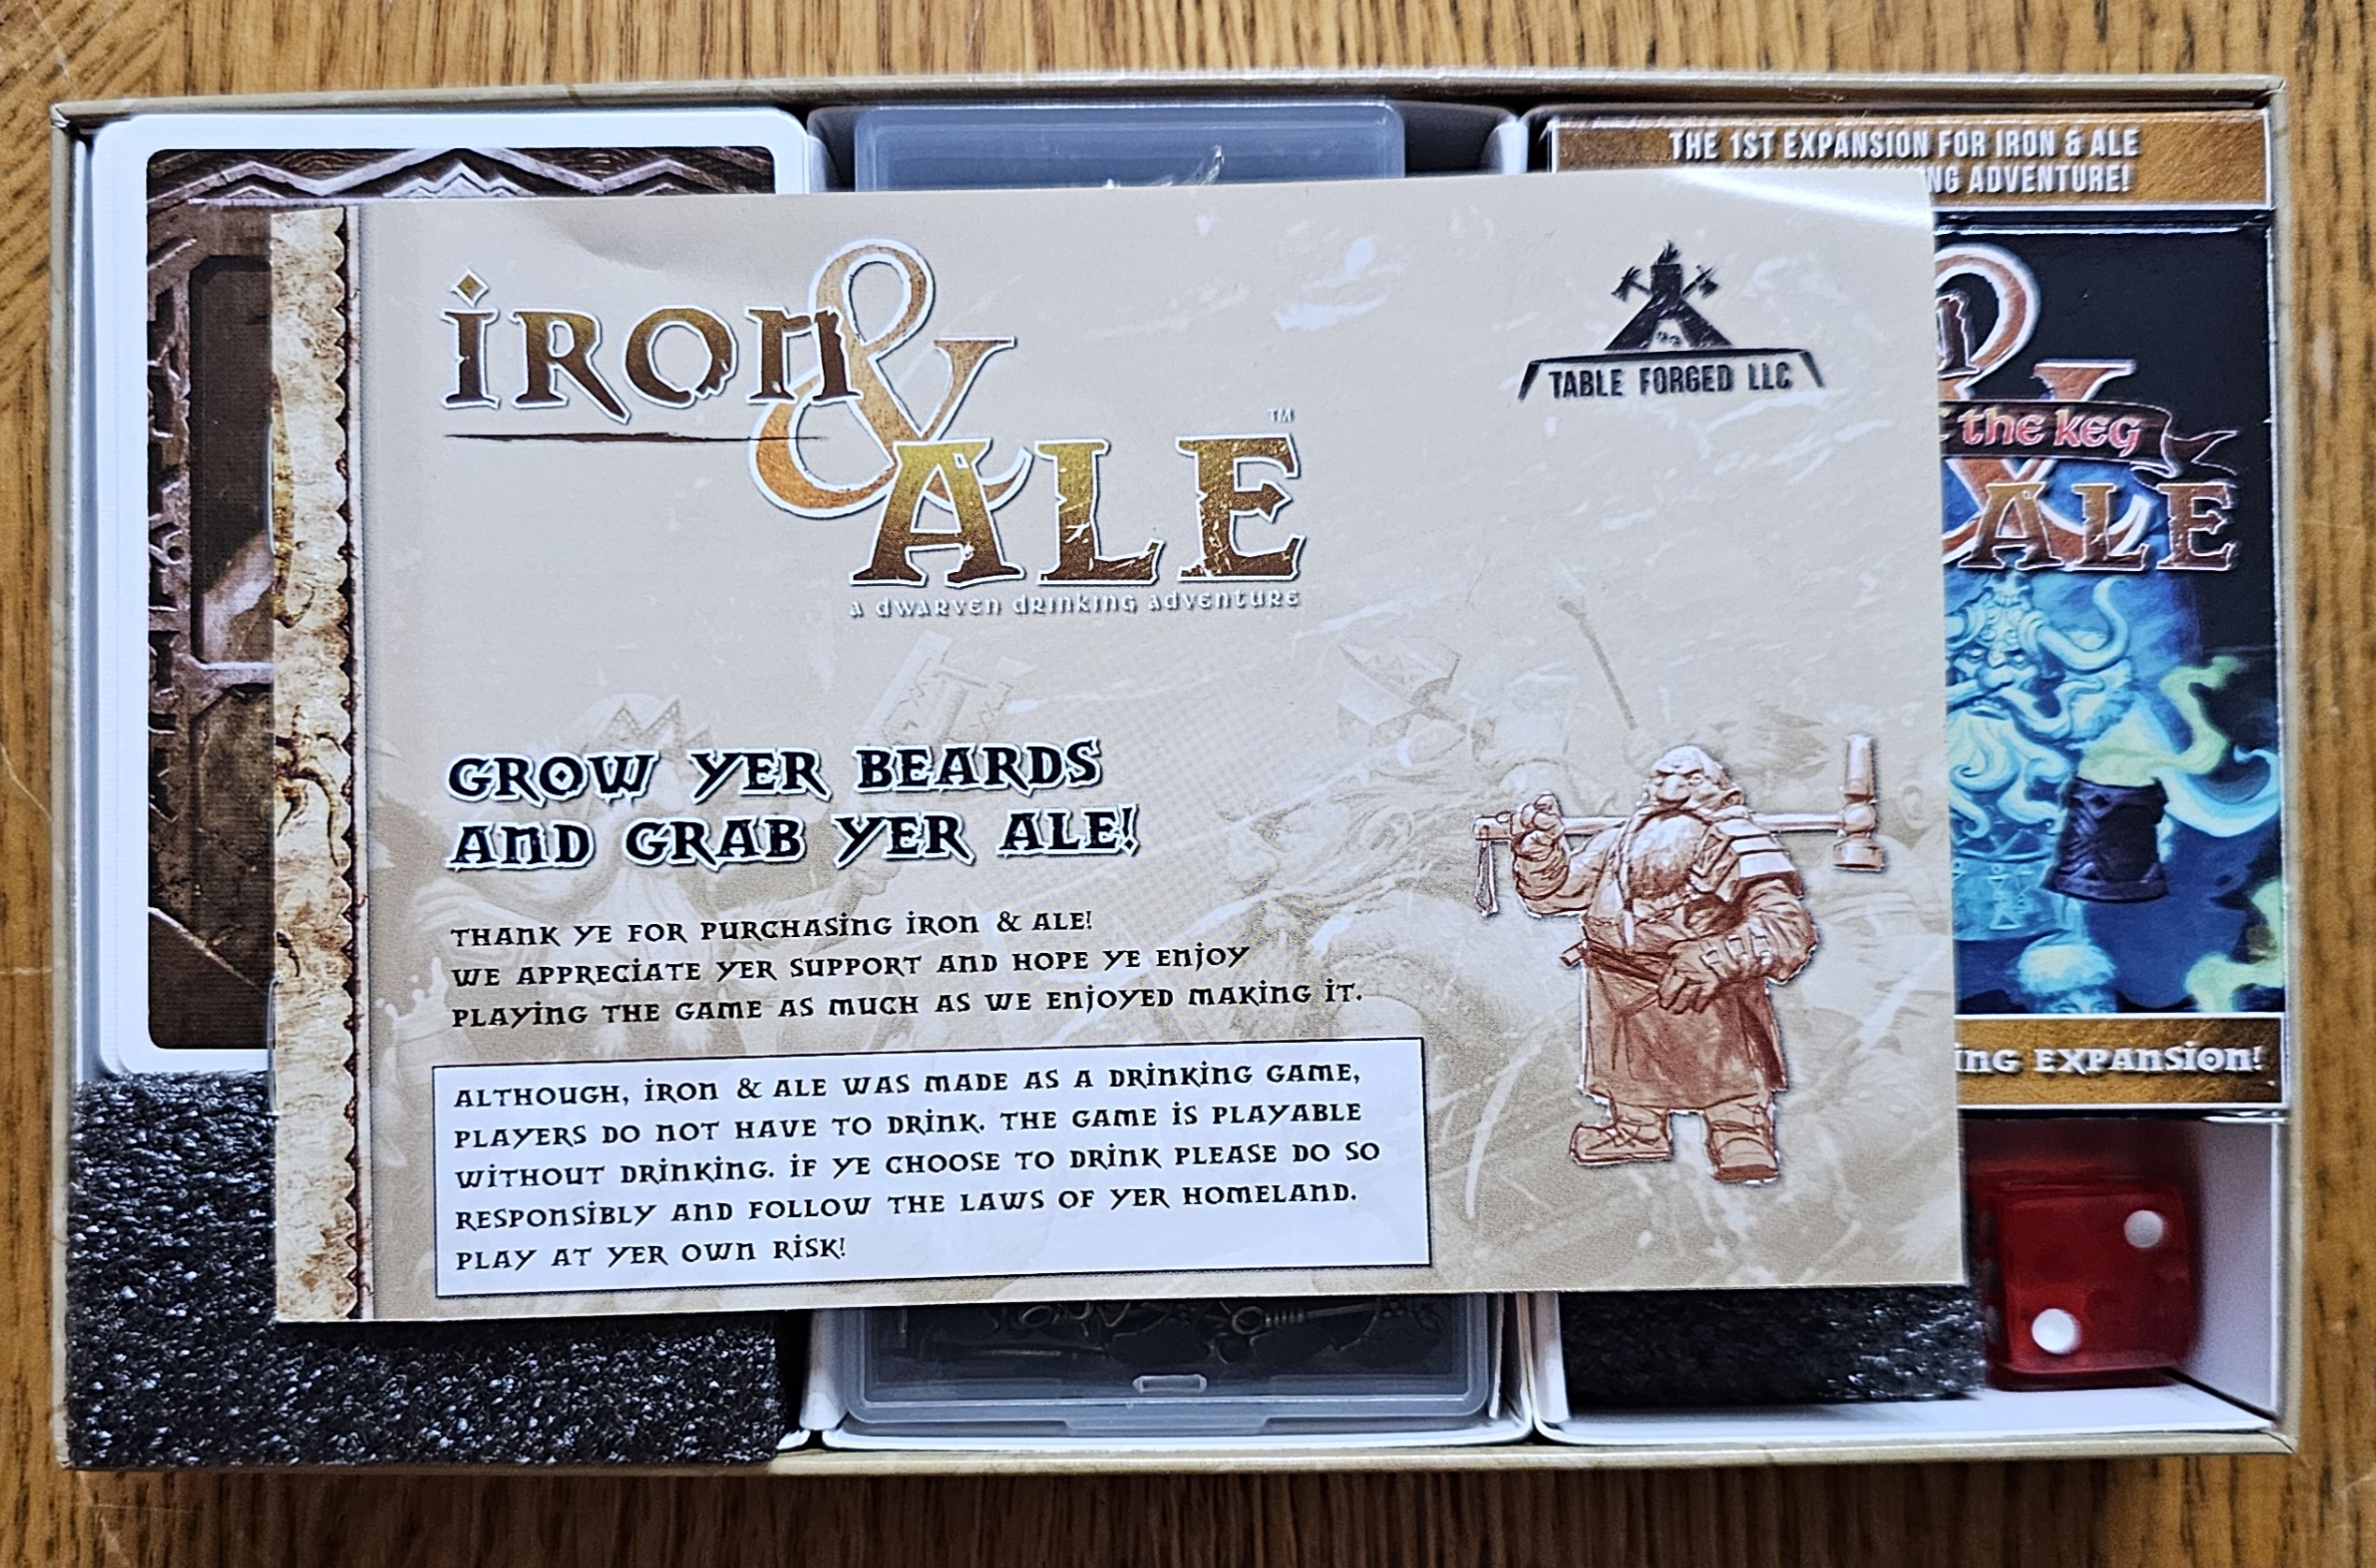 THE 1ST EXPANSION FOR IRON & ALE
ADVENTURE!
IRON
&
ALE
TM
A DWARVEN DRINKING ADVENTURE
TABLE FORGED LLC
THE KEG
ALE
GROW YER BEARDS
AND GRAB YER ALE!
THANK YE FOR PURCHASING IRON & ALE!
WE APPRECIATE YER SUPPORT AND HOPE YE ENJOY
PLAYING THE GAME AS MUCH AS WE ENJOYED MAKING IT.
ALTHOUGH, IRON & ALE WAS MADE AS A DRINKING GAME,
PLAYERS DO NOT HAVE TO DRINK. THE GAME IS PLAYABLE
WITHOUT DRINKING. IF YE CHOOSE TO DRINK PLEASE DO SO
RESPONSIBLY AND FOLLOW THE LAWS OF YER HOMELAND.
PLAY AT YER OWN RISK!
EXPANSION!